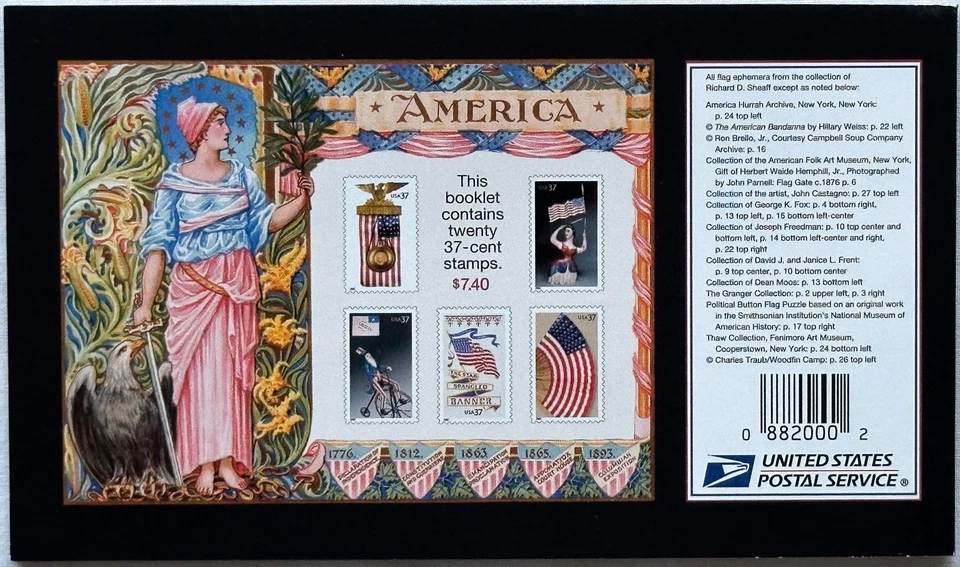 AMERICA
This
booklet
contains
twenty
37-cent
stamps.
$7.40
USA37
USA37
USA37
USA37
THE STAR
SPANGLED
BANNER
USA37
1776. 1812. 1863. 1865. 1893.
DECLARATION OF INDEPENDENCE
EMANCIPATION PROCLAMATION
APPOMATTOX COURT HOUSE
COLUMBIAN EXPOSITION
All flag ephemera from the collection of
Richard D. Sheaff except as noted below:
America Hurrah Archive, New York, New York:
p. 24 top left
© The American Bandanna by Hillary Weiss: p. 22 left
© Ron Brello, Jr., Courtesy Campbell Soup Company
Archive: p. 16
Collection of the American Folk Art Museum, New York,
Gift of Herbert Waide Hemphill, Jr., Photographed
by John Parnell: Flag Gate c.1876 p. 6
Collection of the artist, John Castagno: p. 27 top left
Collection of George K. Fox: p. 4 bottom right,
p. 13 top left, p. 15 bottom left-center
Collection of Joseph Freedman: p. 10 top center and
bottom left, p. 14 bottom left-center and right,
p. 22 top right
Collection of David J. and Janice L. Frent:
p. 9 top center, p. 10 bottom center
Collection of Dean Moos: p. 13 bottom left
The Granger Collection: p. 2 upper left, p. 3 right
Political Button Flag Puzzle based on an original work
in the Smithsonian Institution's National Museum of
American History: p. 17 top right
Thaw Collection, Fenimore Art Museum,
Cooperstown, New York: p. 24 bottom left
© Charles Traub/Woodfin Camp: p. 26 top left
0 882000 2
UNITED STATES
POSTAL SERVICE ®